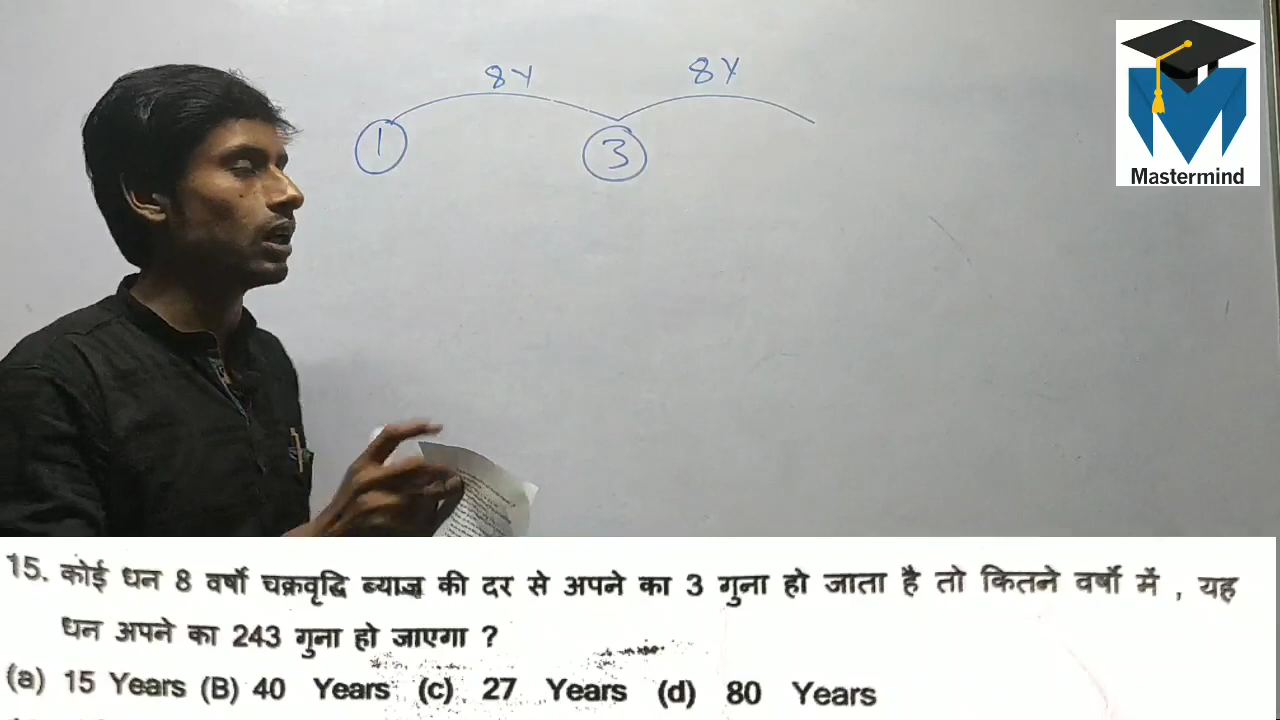 8Y 8Y
1 3
Mastermind
15. कोई धन 8 वर्षो चक्रवृद्धि ब्याज की दर से अपने का 3 गुना हो जाता है तो कितने वर्षो में , यह
धन अपने का 243 गुना हो जाएगा ?
(a) 15 Years (B) 40 Years (c) 27 Years (d) 80 Years